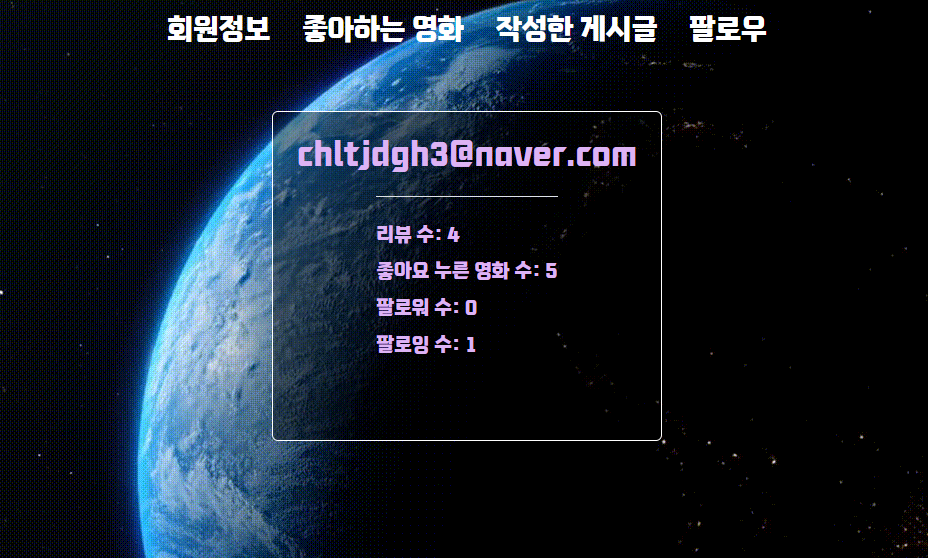 회원정보 좋아하는 영화 작성한 게시글 팔로우
chltjdgh3@naver.com
리뷰 수: 4
좋아요 누른 영화 수: 5
팔로워 수: 0
팔로잉 수: 1